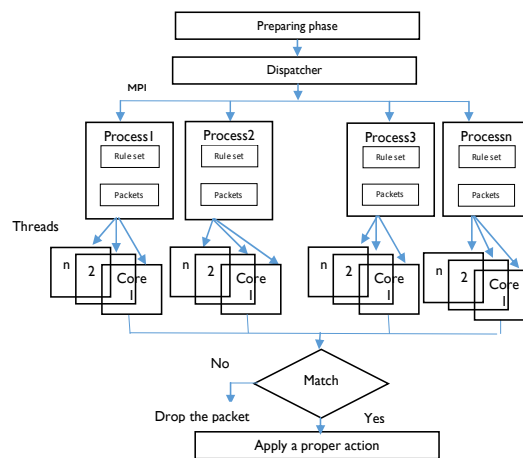 Preparing phase
Dispatcher
MPI
Process1
Process2
Process3
Processn
Rule set
Rule set
Rule set
Rule set
Packets
Packets
Packets
Packets
Threads
n
2
Core
1
n
2
Core
1
n
2
Core
1
n
2
Core
1
No
Match
Drop the packet
Yes
Apply a proper action